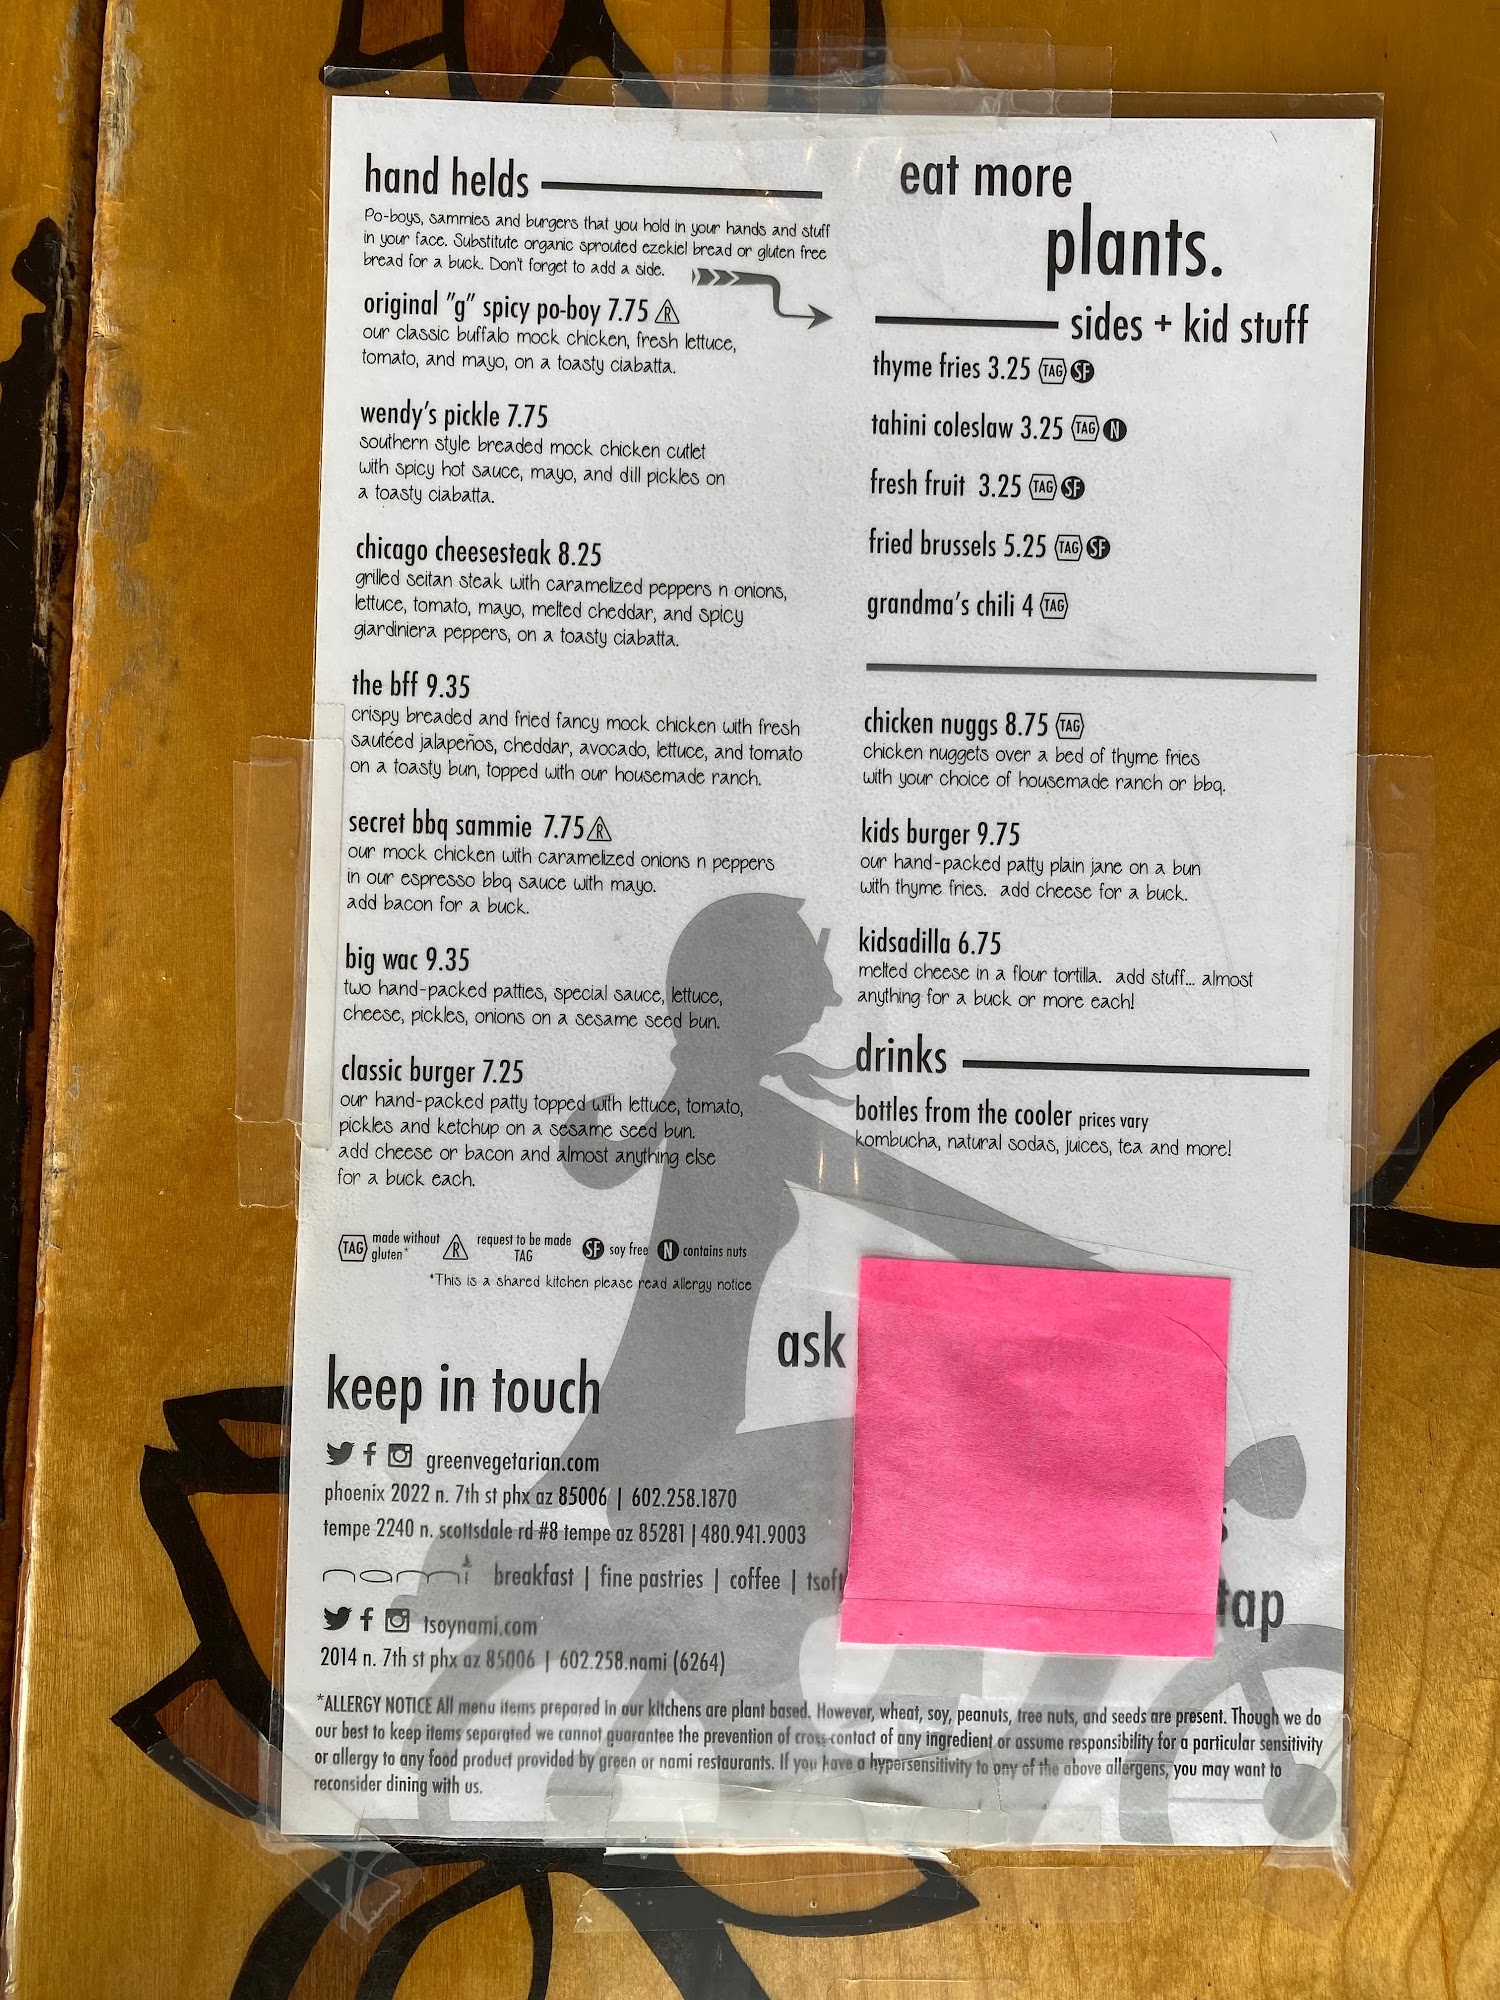 hand helds
Po-boys, sammies and burgers that you hold in your hands and stuff
in your face. Substitute organic sprouted ezekiel bread or gluten free
bread for a buck. Don't forget to add a side.
original "g" spicy po-boy 7.75 R
our classic buffalo mock chicken, fresh lettuce,
tomato, and mayo, on a toasty ciabatta.
wendy's pickle 7.75
southern style breaded mock chicken cutlet
with spicy hot sauce, mayo, and dill pickles on
a toasty ciabatta.
chicago cheesesteak 8.25
grilled seitan steak with caramelized peppers n onions,
lettuce, tomato, mayo, melted cheddar, and spicy
giardiniera peppers, on a toasty ciabatta.
the bff 9.35
crispy breaded and fried fancy mock chicken with fresh
sautéed jalapeños, cheddar, avocado, lettuce, and tomato
on a toasty bun, topped with our housemade ranch.
secret bbq sammie 7.75 R
our mock chicken with caramelized onions n peppers
in our espresso bbq sauce with mayo.
add bacon for a buck.
big wac 9.35
two hand-packed patties, special sauce, lettuce,
cheese, pickles, onions on a sesame seed bun.
classic burger 7.25
our hand-packed patty topped with lettuce, tomato,
pickles and ketchup on a sesame seed bun.
add cheese or bacon and almost anything else
for a buck each.
TAG made without gluten* R request to be made TAG SF soy free N contains nuts
*This is a shared kitchen please read allergy notice
eat more
plants.
sides + kid stuff
thyme fries 3.25 TAG SF
tahini coleslaw 3.25 TAG N
fresh fruit 3.25 TAG SF
fried brussels 5.25 TAG SF
grandma's chili 4 TAG
chicken nuggs 8.75 TAG
chicken nuggets over a bed of thyme fries
with your choice of housemade ranch or bbq.
kids burger 9.75
our hand-packed patty plain jane on a bun
with thyme fries. add cheese for a buck.
kidsadilla 6.75
melted cheese in a flour tortilla. add stuff... almost
anything for a buck or more each!
drinks
bottles from the cooler prices vary
kombucha, natural sodas, juices, tea and more!
ask
tap
keep in touch
greenvegetarian.com
phoenix 2022 n. 7th st phx az 85006 | 602.258.1870
tempe 2240 n. scottsdale rd #8 tempe az 85281 | 480.941.9003
nami breakfast | fine pastries | coffee | tsoft
tsoynami.com
2014 n. 7th st phx az 85006 | 602.258.nami (6264)
*ALLERGY NOTICE All menu items prepared in our kitchens are plant based. However, wheat, soy, peanuts, tree nuts, and seeds are present. Though we do
our best to keep items separated we cannot guarantee the prevention of cross-contact of any ingredient or assume responsibility for a particular sensitivity
or allergy to any food product provided by green or nami restaurants. If you have a hypersensitivity to any of the above allergens, you may want to
reconsider dining with us.